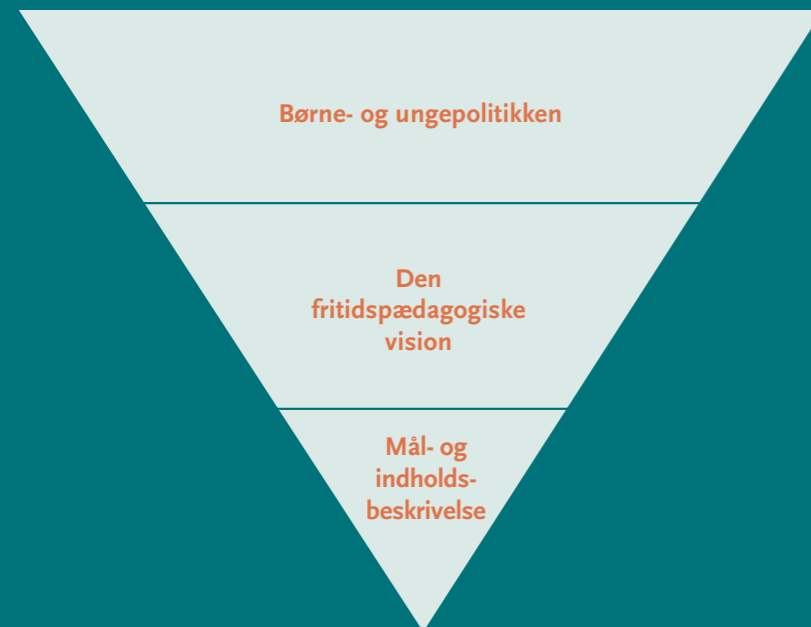 Børne- og ungepolitikken
Den
fritidspædagogiske
vision
Mål- og
indholds-
beskrivelse